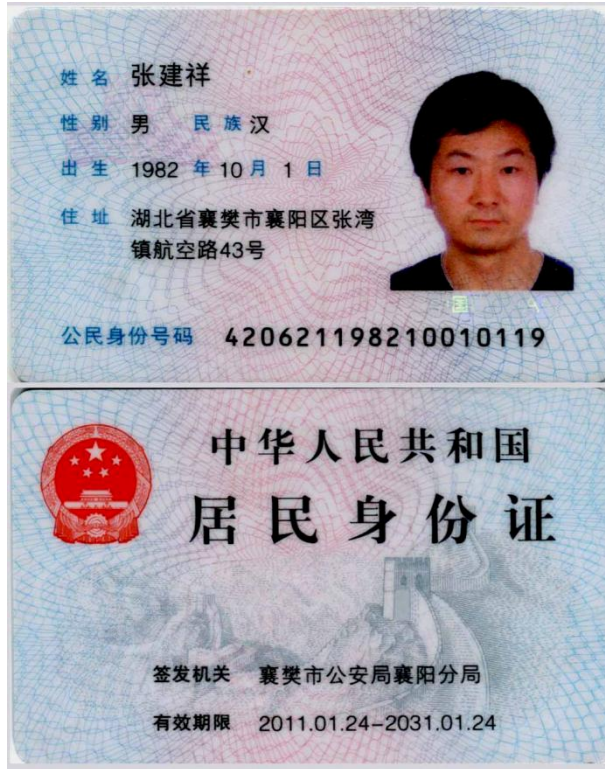 姓名 张建祥
性别 男 民族 汉
出生 1982 年 10 月 1 日
住址 湖北省襄樊市襄阳区张湾
镇航空路43号
公民身份号码 420621198210010119
中华人民共和国
居民身份证
签发机关 襄樊市公安局襄阳分局
有效期限 2011.01.24-2031.01.24